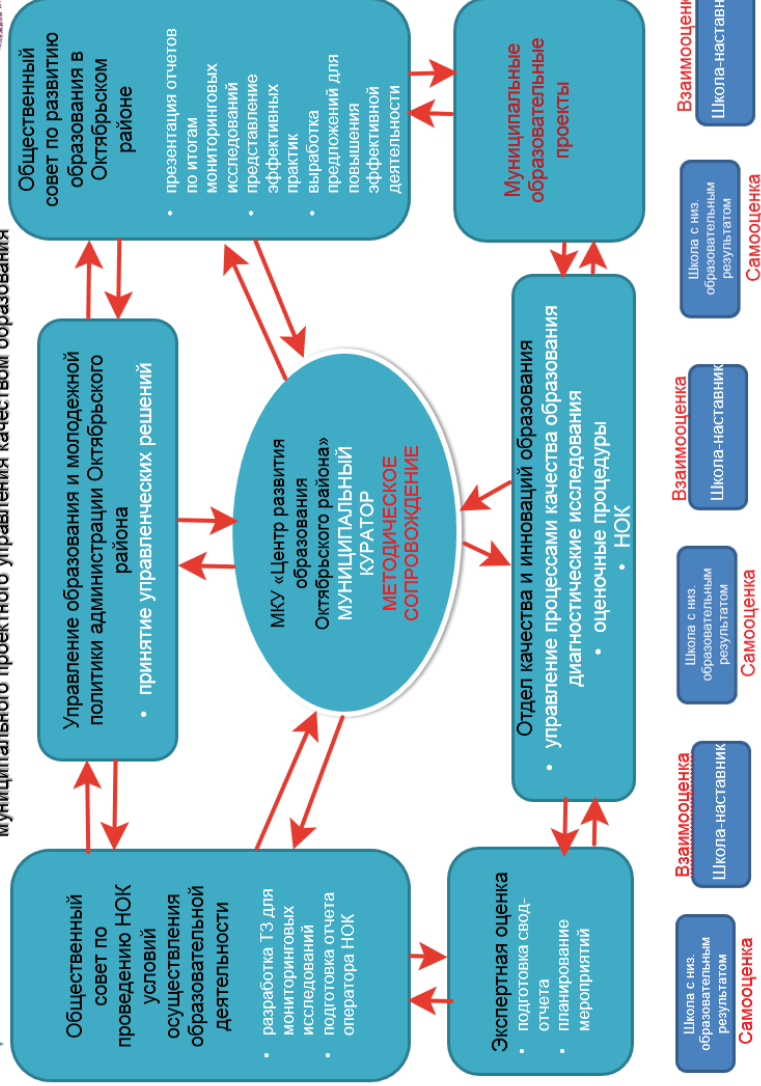 муниципального проектного управления качеством образования
Общественный
совет по
проведению НОК
условий
осуществления
образовательной
деятельности
• разработка ТЗ для
мониторинговых
исследований
• подготовка отчета
оператора НОК
Управление образования и молодежной
политики администрации Октябрьского
района
• принятие управленческих решений
Общественный
совет по развитию
образования в
Октябрьском
районе
• презентация отчетов
по итогам
мониторинговых
исследований
• представление
эффективных
практик
• выработка
предложений для
повышения
эффективной
деятельности
МКУ «Центр развития
образования
Октябрьского района»
МУНИЦИПАЛЬНЫЙ
КУРАТОР
МЕТОДИЧЕСКОЕ
СОПРОВОЖДЕНИЕ
Экспертная оценка
• подготовка свод-
отчета
• планирование
мероприятий
Отдел качества и инноваций образования
• управление процессами качества образования
диагностические исследования
• оценочные процедуры
• НОК
Муниципальные
образовательные
проекты
Школа с низ.
образовательным
результатом
Самооценка
Взаимооценка
Школа-наставник
Школа с низ.
образовательным
результатом
Самооценка
Взаимооценка
Школа-наставник
Школа с низ.
образовательным
результатом
Самооценка
Взаимооценк
Школа-наставн